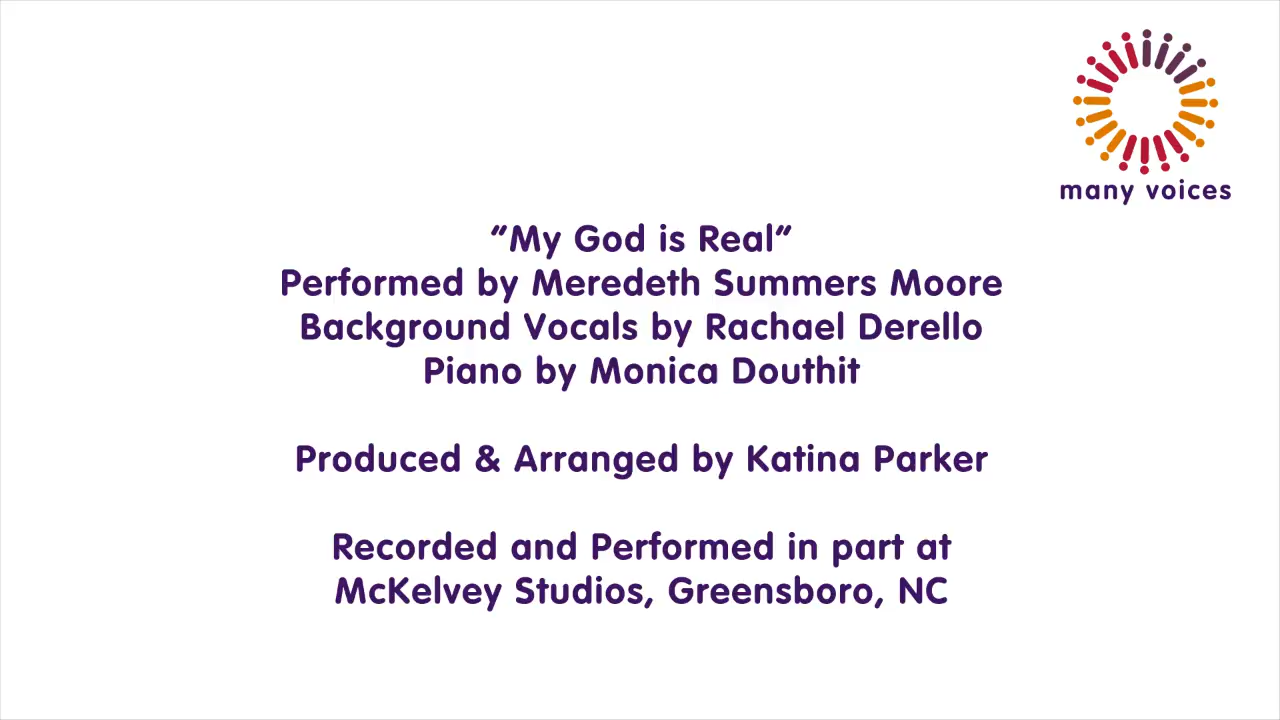 many voices
"My God is Real"
Performed by Meredeth Summers Moore
Background Vocals by Rachael Derello
Piano by Monica Douthit
Produced & Arranged by Katina Parker
Recorded and Performed in part at
McKelvey Studios, Greensboro, NC